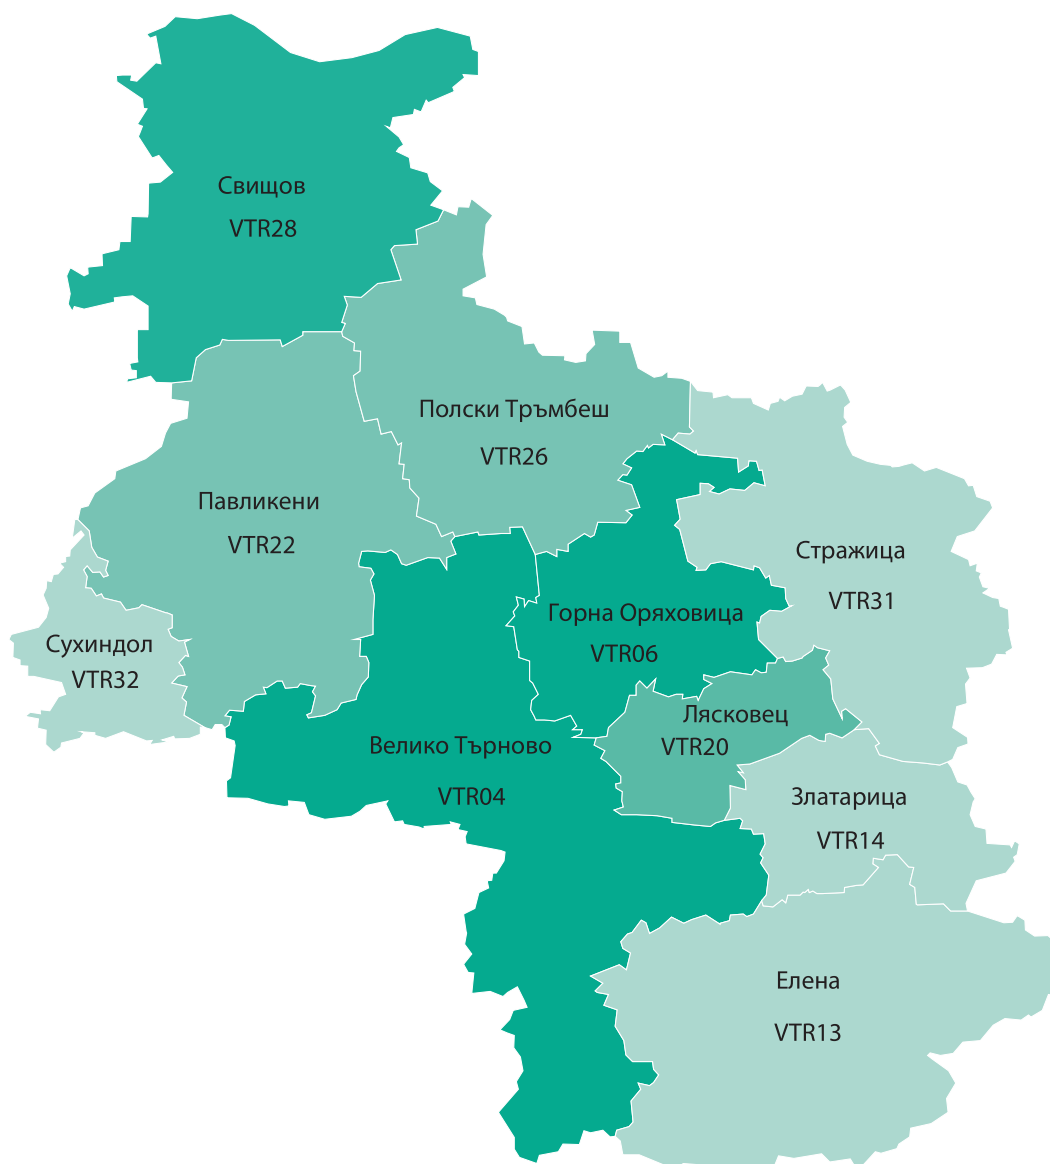 Свищов
VTR28
Полски Тръмбеш
VTR26
Павликени
VTR22
Стражица
VTR31
Горна Оряховица
VTR06
Сухиндол
VTR32
Лясковец
VTR20
Велико Търново
VTR04
Златарица
VTR14
Елена
VTR13